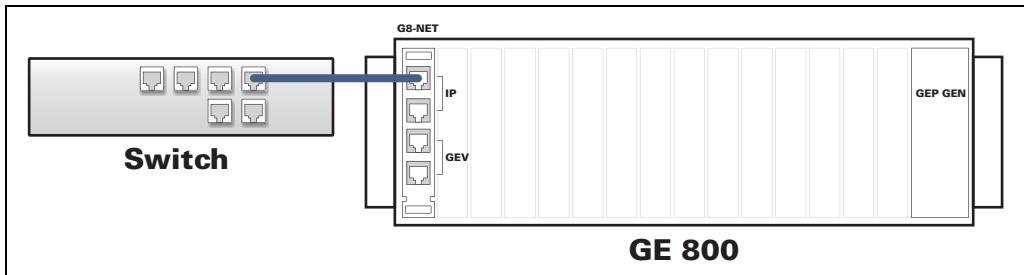 G8-NET
IP
GEP GEN
GEV
Switch
GE 800